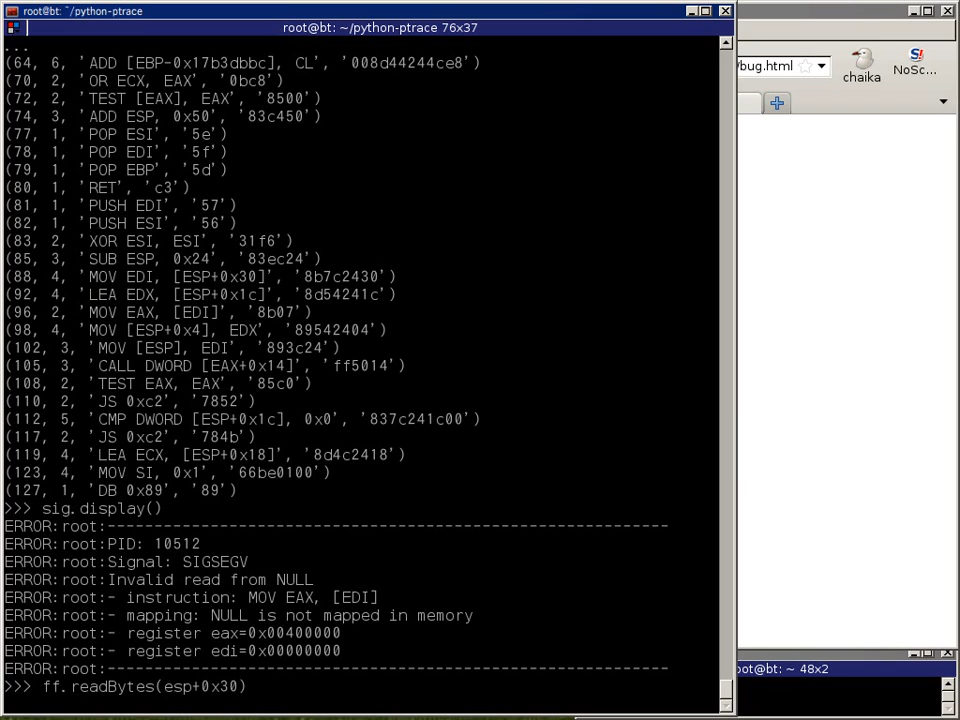 root@bt: ~/python-ptrace
root@bt: ~/python-ptrace 76x37
...
(64, 6, 'ADD [EBP-0x17b3dbbc], CL', '008d44244ce8')
(70, 2, 'OR ECX, EAX', '0bc8')
(72, 2, 'TEST [EAX], EAX', '8500')
(74, 3, 'ADD ESP, 0x50', '83c450')
(77, 1, 'POP ESI', '5e')
(78, 1, 'POP EDI', '5f')
(79, 1, 'POP EBP', '5d')
(80, 1, 'RET', 'c3')
(81, 1, 'PUSH EDI', '57')
(82, 1, 'PUSH ESI', '56')
(83, 2, 'XOR ESI, ESI', '31f6')
(85, 3, 'SUB ESP, 0x24', '83ec24')
(88, 4, 'MOV EDI, [ESP+0x30]', '8b7c2430')
(92, 4, 'LEA EDX, [ESP+0x1c]', '8d54241c')
(96, 2, 'MOV EAX, [EDI]', '8b07')
(98, 4, 'MOV [ESP+0x4], EDX', '89542404')
(102, 3, 'MOV [ESP], EDI', '893c24')
(105, 3, 'CALL DWORD [EAX+0x14]', 'ff5014')
(108, 2, 'TEST EAX, EAX', '85c0')
(110, 2, 'JS 0xc2', '7852')
(112, 5, 'CMP DWORD [ESP+0x1c], 0x0', '837c241c00')
(117, 2, 'JS 0xc2', '784b')
(119, 4, 'LEA ECX, [ESP+0x18]', '8d4c2418')
(123, 4, 'MOV SI, 0x1', '66be0100')
(127, 1, 'DB 0x89', '89')
>>> sig.display()
ERROR:root:------------------------------------------------------------
ERROR:root:PID: 10512
ERROR:root:Signal: SIGSEGV
ERROR:root:Invalid read from NULL
ERROR:root:- instruction: MOV EAX, [EDI]
ERROR:root:- mapping: NULL is not mapped in memory
ERROR:root:- register eax=0x00400000
ERROR:root:- register edi=0x00000000
ERROR:root:------------------------------------------------------------
>>> ff.readBytes(esp+0x30)
/bug.html
chaika
NoSc...
oot@bt: ~ 48x2